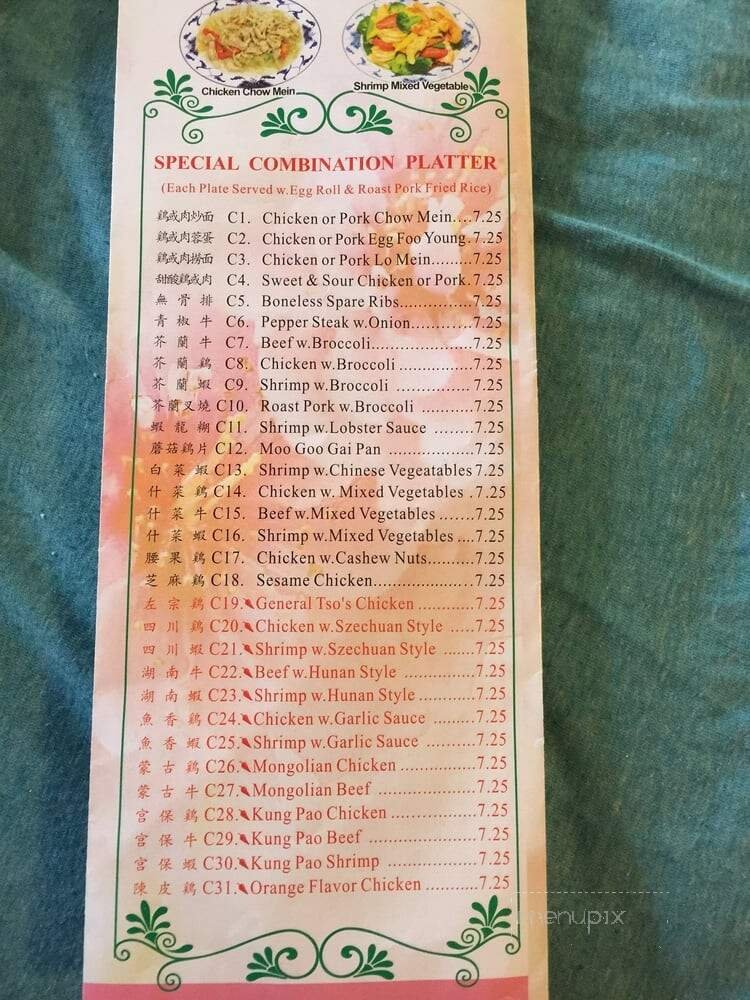 Chicken Chow Mein
Shrimp Mixed Vegetable
SPECIAL COMBINATION PLATTER
(Each Plate Served w.Egg Roll & Roast Pork Fried Rice)
鷄或肉炒面 C1. Chicken or Pork Chow Mein....7.25
鷄或肉蓉蛋 C2. Chicken or Pork Egg Foo Young.7.25
鷄或肉撈面 C3. Chicken or Pork Lo Mein.........7.25
甜酸鷄或肉 C4. Sweet & Sour Chicken or Pork.7.25
無骨排 C5. Boneless Spare Ribs...............7.25
青椒牛 C6. Pepper Steak w.Onion............7.25
芥蘭牛 C7. Beef w.Broccoli.....................7.25
芥蘭鷄 C8. Chicken w.Broccoli ...............7.25
芥蘭蝦 C9. Shrimp w.Broccoli ...............7.25
芥蘭叉燒 C10. Roast Pork w.Broccoli ............7.25
蝦龍糊 C11. Shrimp w.Lobster Sauce ........7.25
蘑菇鷄片 C12. Moo Goo Gai Pan .................7.25
白菜蝦 C13. Shrimp w.Chinese Vegeatables 7.25
什菜鷄 C14. Chicken w. Mixed Vegetables .7.25
什菜牛 C15. Beef w.Mixed Vegetables .......7.25
什菜蝦 C16. Shrimp w.Mixed Vegetables ....7.25
腰果鷄 C17. Chicken w.Cashew Nuts..........7.25
芝麻鷄 C18. Sesame Chicken....................7.25
左宗鷄 C19. General Tso's Chicken ............7.25
四川鷄 C20. Chicken w.Szechuan Style .....7.25
四川蝦 C21. Shrimp w.Szechuan Style ......7.25
湖南牛 C22. Beef w.Hunan Style ..............7.25
湖南蝦 C23. Shrimp w.Hunan Style ...........7.25
魚香鷄 C24. Chicken w.Garlic Sauce ........7.25
魚香蝦 C25. Shrimp w.Garlic Sauce .........7.25
蒙古鷄 C26. Mongolian Chicken ..............7.25
蒙古牛 C27. Mongolian Beef ..................7.25
宮保鷄 C28. Kung Pao Chicken ...............7.25
宮保牛 C29. Kung Pao Beef ...................7.25
宮保蝦 C30. Kung Pao Shrimp .................7.25
陳皮鷄 C31. Orange Flavor Chicken ..........7.25
menupix